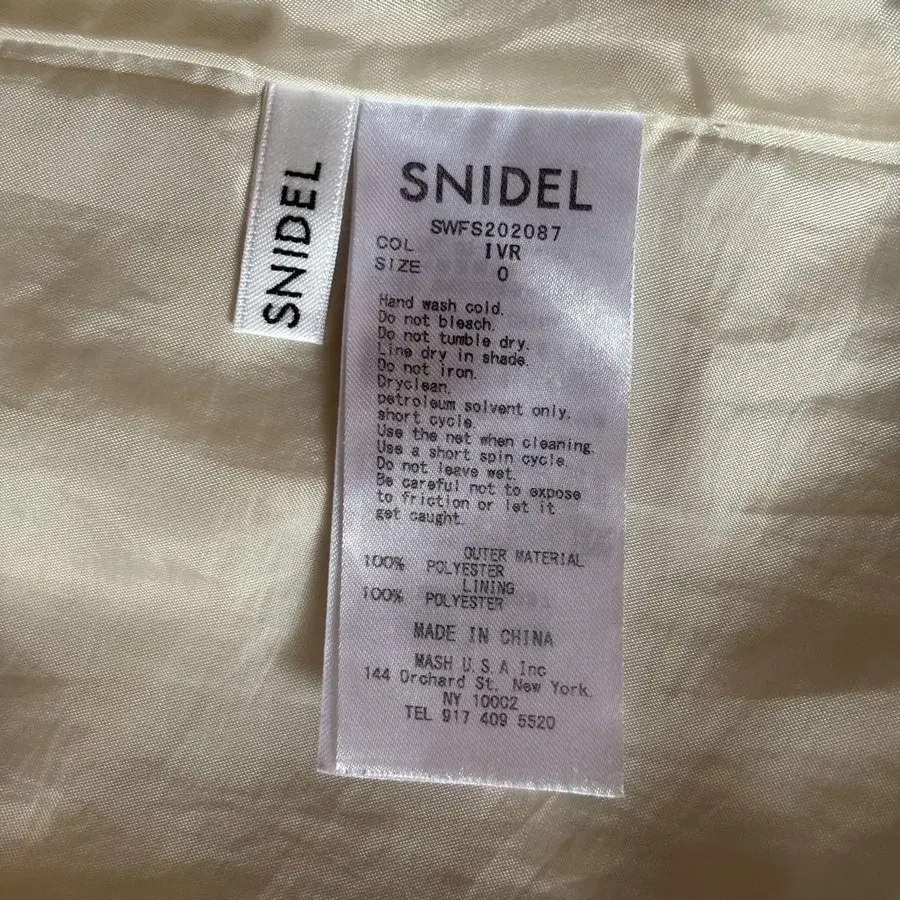 SNIDEL
SNIDEL
SWFS202087
COL IVR
SIZE 0
Hand wash cold.
Do not bleach.
Do not tumble dry.
Line dry in shade.
Do not iron.
Dryclean.
petroleum solvent only.
short cycle.
Use the net when cleaning.
Use a short spin cycle.
Do not leave wet.
Be careful not to expose
to friction or let it
get caught.
OUTER MATERIAL
100% POLYESTER
LINING
100% POLYESTER
MADE IN CHINA
MASH U.S.A Inc
144 Orchard St. New York.
NY 10002
TEL 917 409 5520